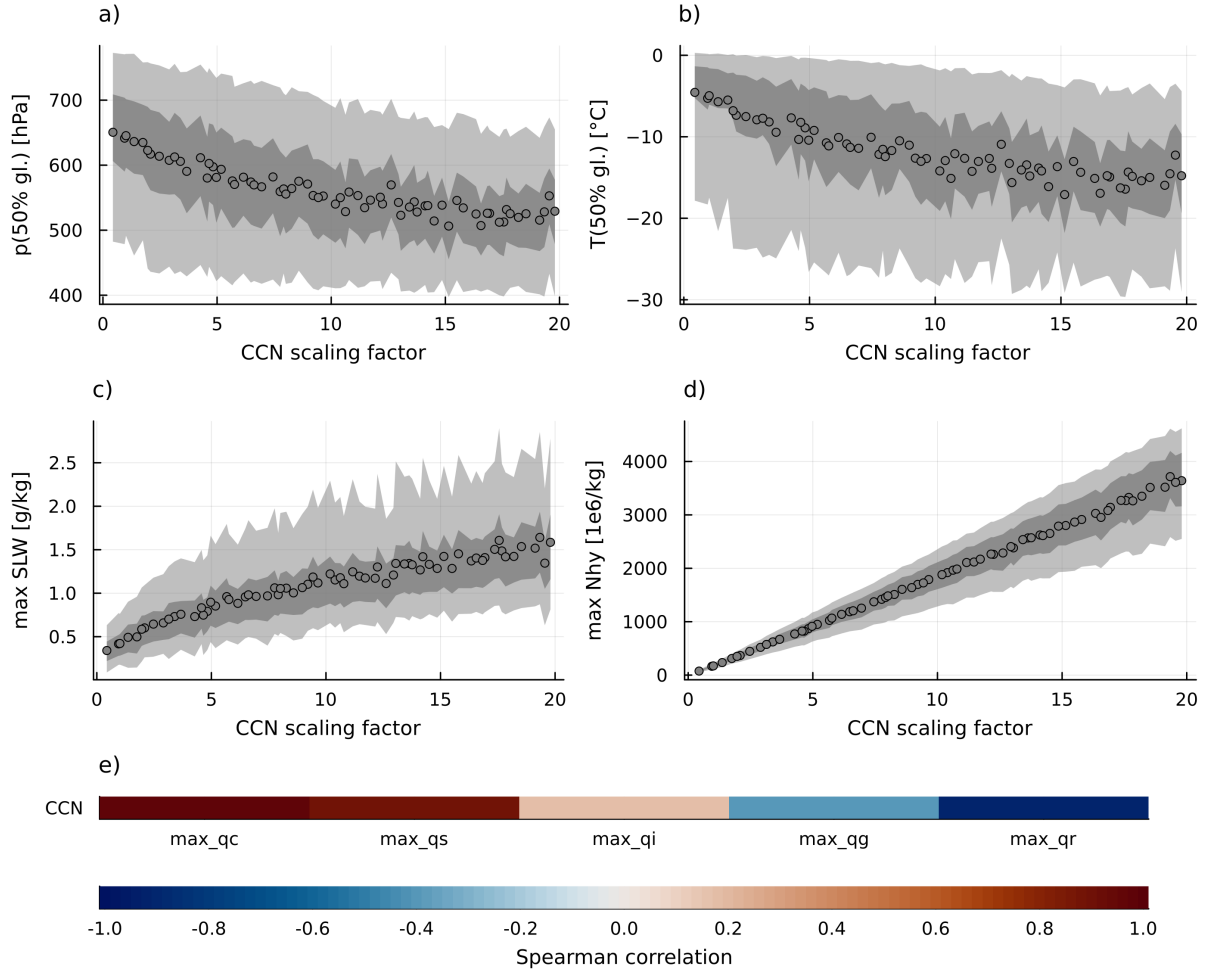 a)
p(50% gl.) [hPa]
700
600
500
400
0 5 10 15 20
CCN scaling factor
b)
T(50% gl.) [°C]
0
−10
−20
−30
0 5 10 15 20
CCN scaling factor
c)
max SLW [g/kg]
2.5
2.0
1.5
1.0
0.5
0 5 10 15 20
CCN scaling factor
d)
max Nhy [1e6/kg]
4000
3000
2000
1000
0
0 5 10 15 20
CCN scaling factor
e)
CCN
max_qc max_qs max_qi max_qg max_qr
-1.0 -0.8 -0.6 -0.4 -0.2 0.0 0.2 0.4 0.6 0.8 1.0
Spearman correlation